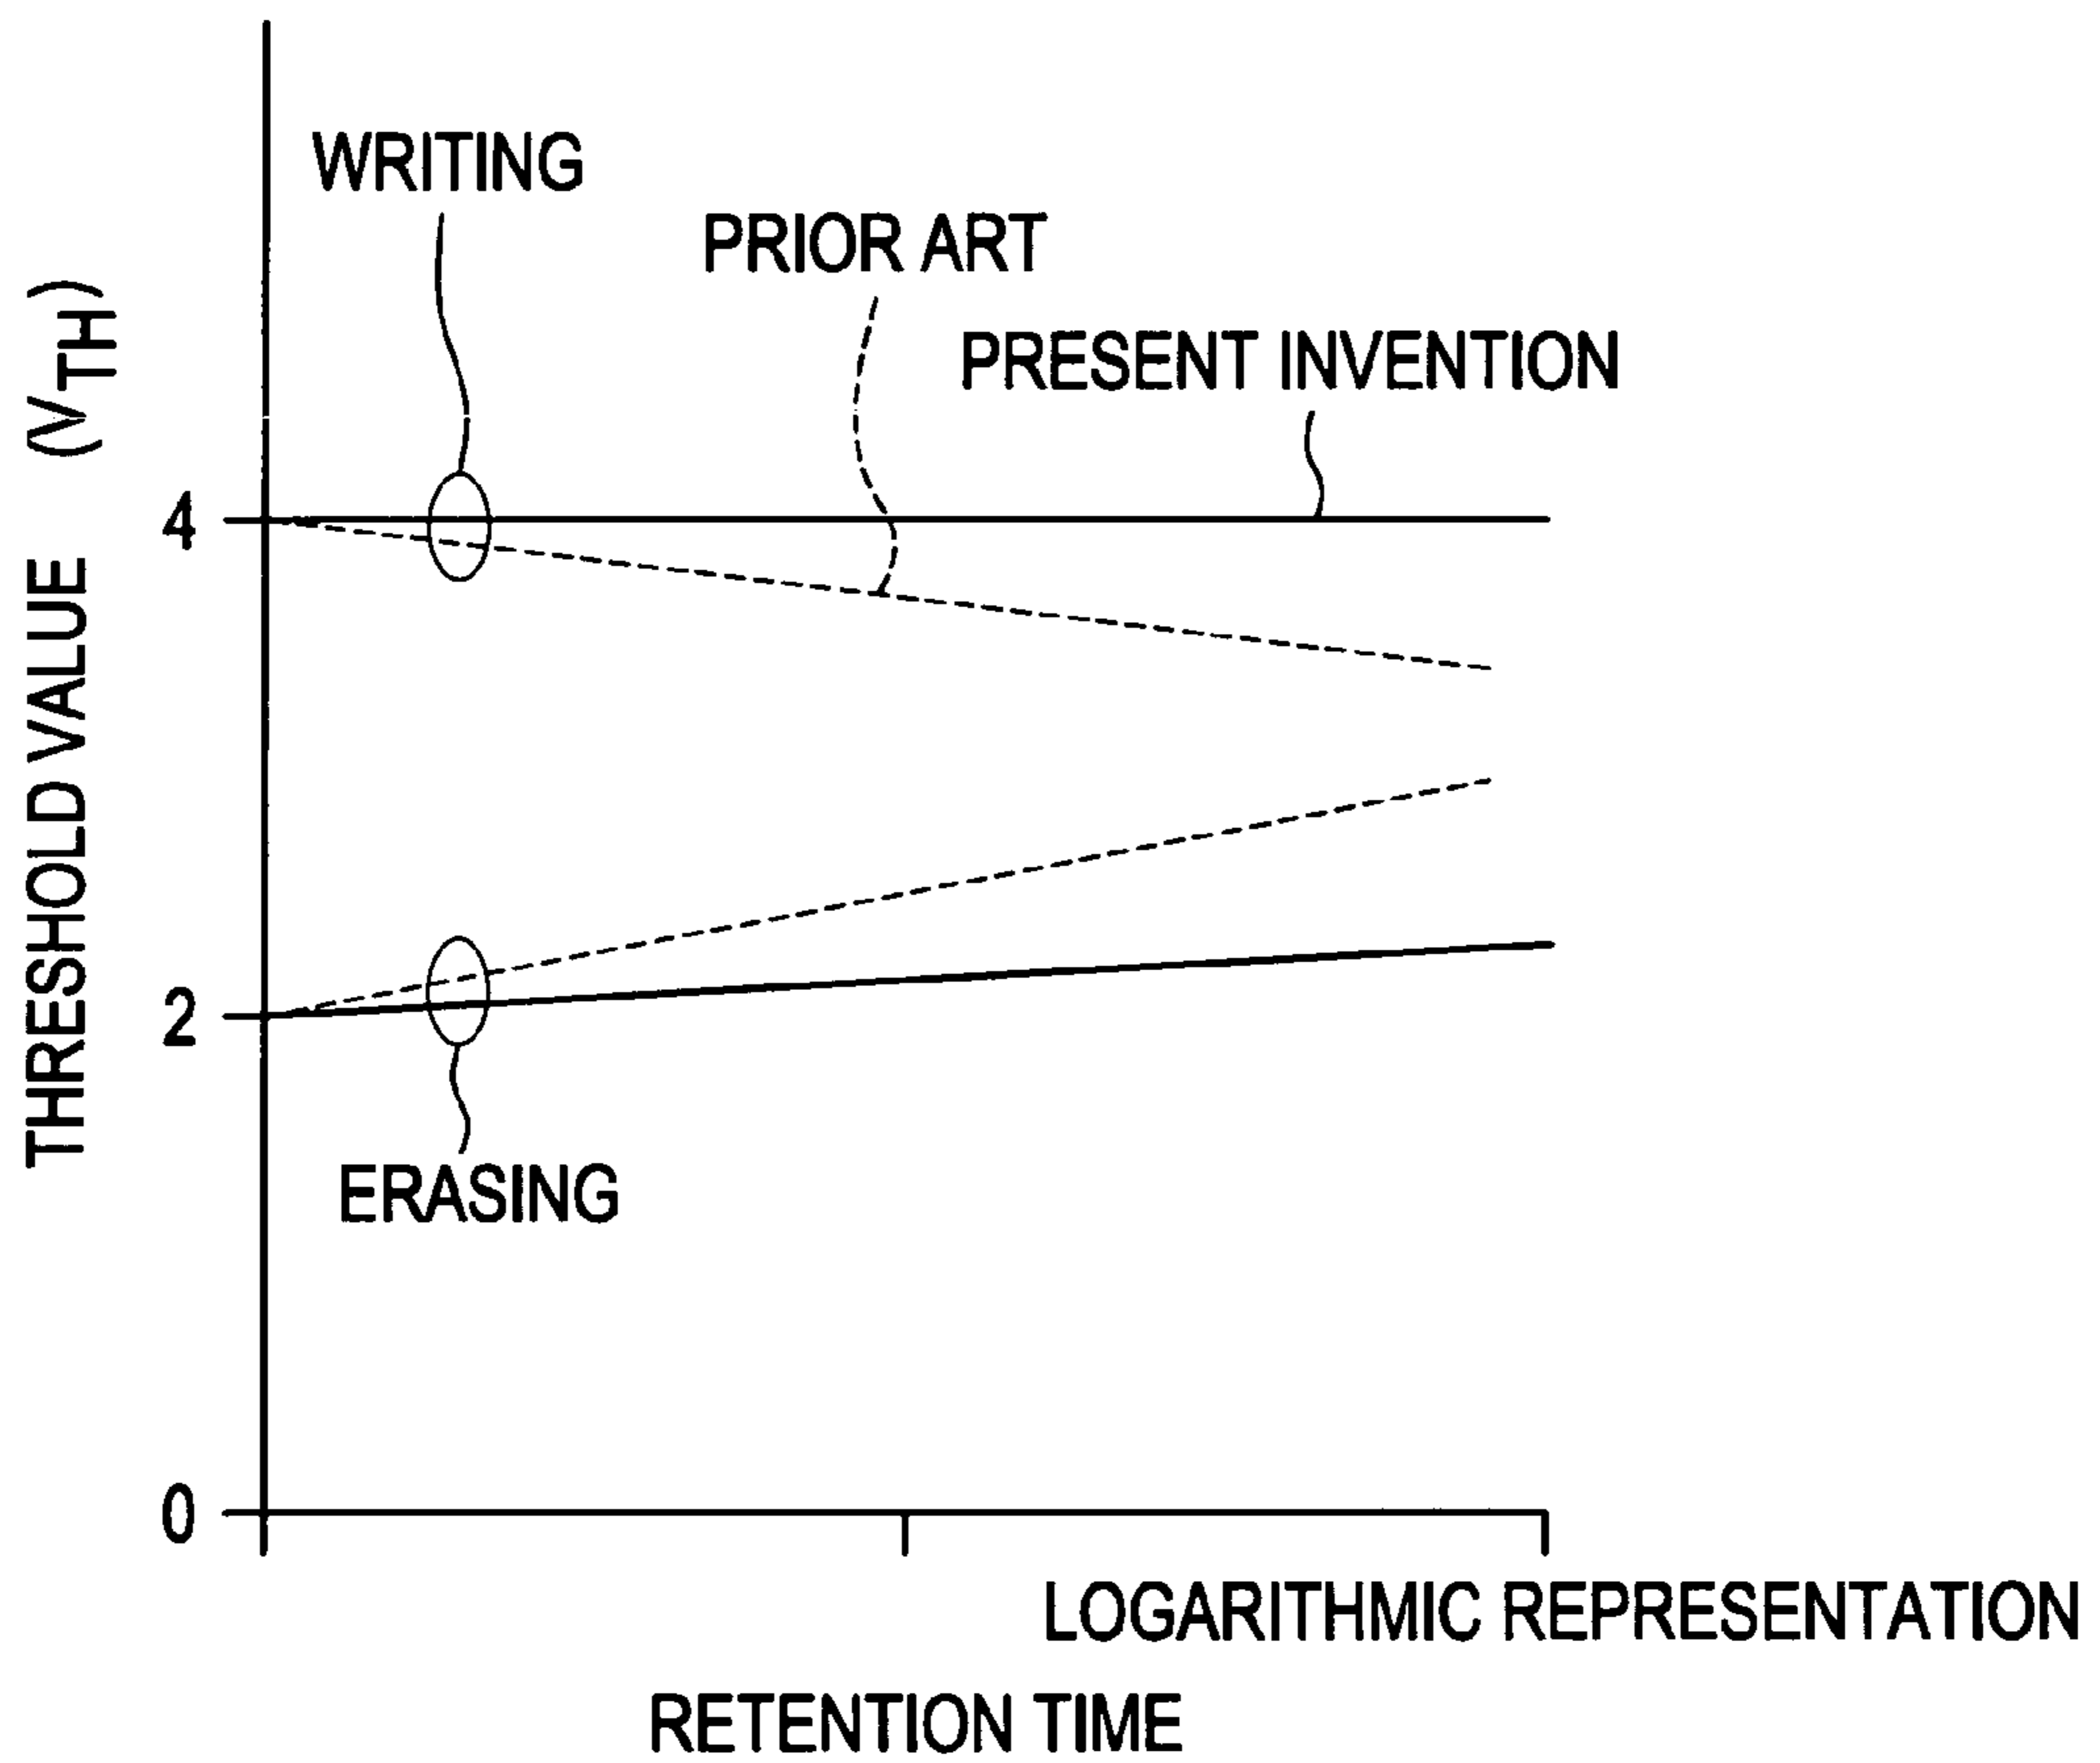 WRITING
PRIOR ART
PRESENT INVENTION
THRESHOLD VALUE (VTH)
4
2
ERASING
0
LOGARITHMIC REPRESENTATION
RETENTION TIME